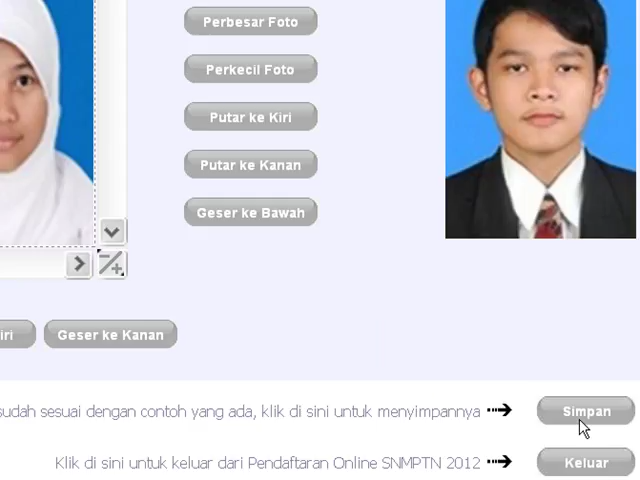 Perbesar Foto
Perkecil Foto
Putar ke Kiri
Putar ke Kanan
Geser ke Bawah
iri
Geser ke Kanan
sudah sesuai dengan contoh yang ada, klik di sini untuk menyimpannya
Simpan
Klik di sini untuk keluar dari Pendaftaran Online SNMPTN 2012
Keluar